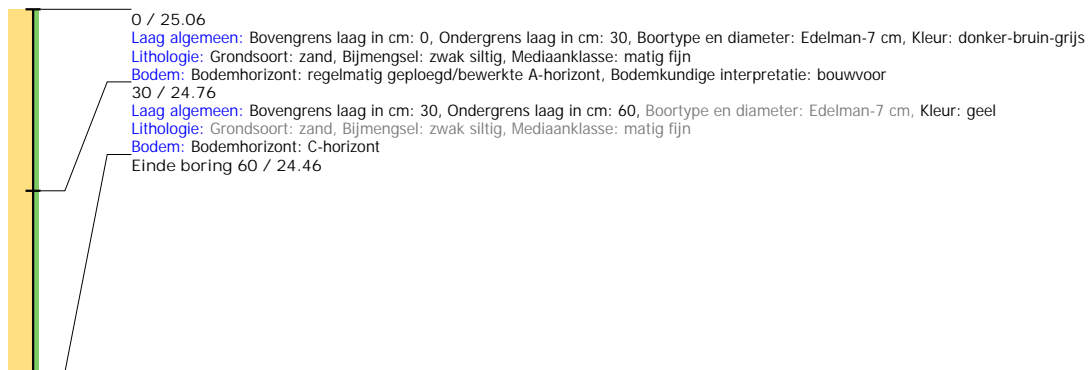 0 / 25.06
Laag algemeen: Bovengrens laag in cm: 0, Ondergrens laag in cm: 30, Boortype en diameter: Edelman-7 cm, Kleur: donker-bruin-grijs
Lithologie: Grondsoort: zand, Bijmengsel: zwak siltig, Mediaanklasse: matig fijn
Bodem: Bodemhorizont: regelmatig geploegd/bewerkte A-horizont, Bodemkundige interpretatie: bouwvoor
30 / 24.76
Laag algemeen: Bovengrens laag in cm: 30, Ondergrens laag in cm: 60, Boortype en diameter: Edelman-7 cm, Kleur: geel
Lithologie: Grondsoort: zand, Bijmengsel: zwak siltig, Mediaanklasse: matig fijn
Bodem: Bodemhorizont: C-horizont
Einde boring 60 / 24.46